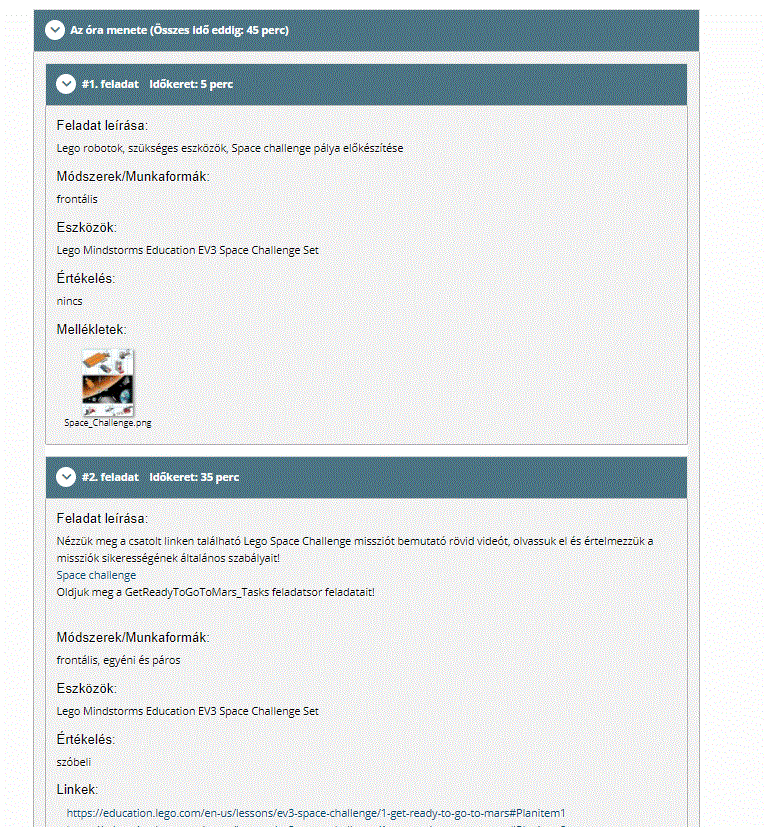 Az óra menete (Összes idő eddig: 45 perc)
#1. feladat Időkeret: 5 perc
Feladat leírása:
Lego robotok, szükséges eszközök, Space challenge pálya előkészítése
Módszerek/Munkaformák:
frontális
Eszközök:
Lego Mindstorms Education EV3 Space Challenge Set
Értékelés:
nincs
Mellékletek:
Space_Challenge.png
#2. feladat Időkeret: 35 perc
Feladat leírása:
Nézzük meg a csatolt linken található Lego Space Challenge missziót bemutató rövid videót, olvassuk el és értelmezzük a
missziók sikerességének általános szabályait!
Space challenge
Oldjuk meg a GetReadyToGoToMars_Tasks feladatsor feladatait!
Módszerek/Munkaformák:
frontális, egyéni és páros
Eszközök:
Lego Mindstorms Education EV3 Space Challenge Set
Értékelés:
szóbeli
Linkek:
https://education.lego.com/en-us/lessons/ev3-space-challenge/1-get-ready-to-go-to-mars#Planitem1